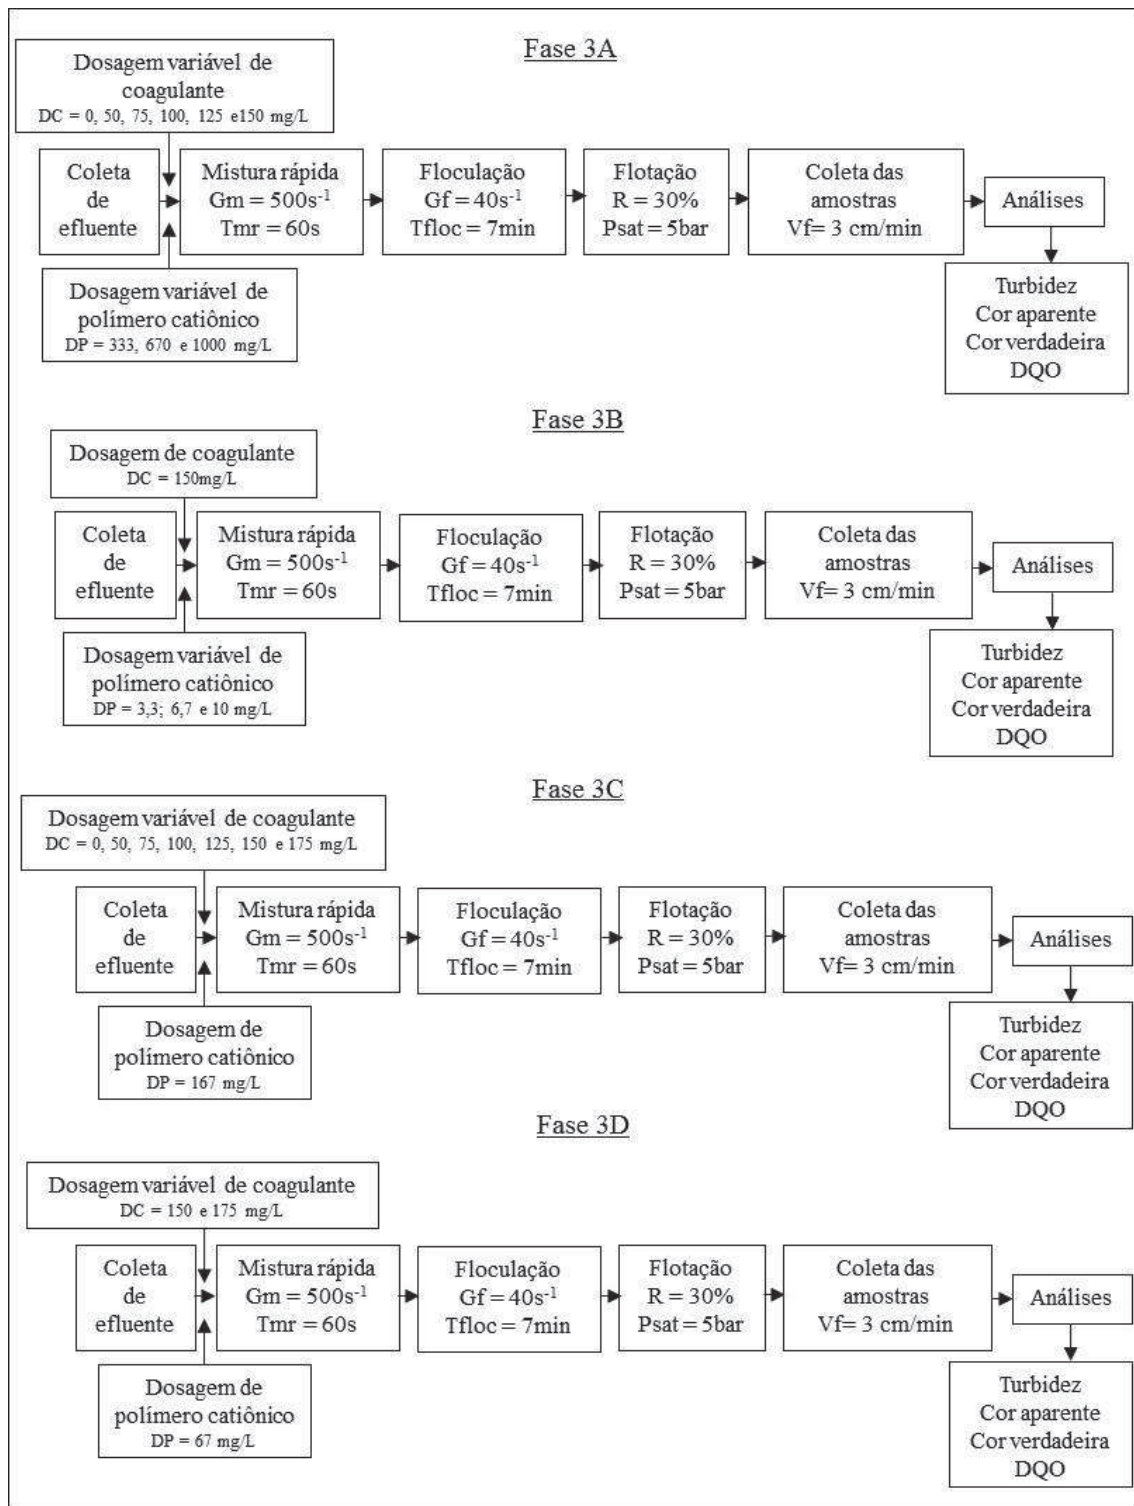 Fase 3A
Dosagem variável de
coagulante
DC = 0, 50, 75, 100, 125 e150 mg/L
Coleta
de
efluente
Mistura rápida
Gm = 500s⁻¹
Tmr = 60s
Floculação
Gf = 40s⁻¹
Tfloc = 7min
Flotação
R = 30%
Psat = 5bar
Coleta das
amostras
Vf= 3 cm/min
Análises
Dosagem variável de
polímero catiônico
DP = 333, 670 e 1000 mg/L
Turbidez
Cor aparente
Cor verdadeira
DQO
Fase 3B
Dosagem de coagulante
DC = 150mg/L
Coleta
de
efluente
Mistura rápida
Gm = 500s⁻¹
Tmr = 60s
Floculação
Gf = 40s⁻¹
Tfloc = 7min
Flotação
R = 30%
Psat = 5bar
Coleta das
amostras
Vf= 3 cm/min
Análises
Dosagem variável de
polímero catiônico
DP = 3,3; 6,7 e 10 mg/L
Turbidez
Cor aparente
Cor verdadeira
DQO
Fase 3C
Dosagem variável de coagulante
DC = 0, 50, 75, 100, 125, 150 e 175 mg/L
Coleta
de
efluente
Mistura rápida
Gm = 500s⁻¹
Tmr = 60s
Floculação
Gf = 40s⁻¹
Tfloc = 7min
Flotação
R = 30%
Psat = 5bar
Coleta das
amostras
Vf= 3 cm/min
Análises
Dosagem de
polímero catiônico
DP = 167 mg/L
Turbidez
Cor aparente
Cor verdadeira
DQO
Fase 3D
Dosagem variável de coagulante
DC = 150 e 175 mg/L
Coleta
de
efluente
Mistura rápida
Gm = 500s⁻¹
Tmr = 60s
Floculação
Gf = 40s⁻¹
Tfloc = 7min
Flotação
R = 30%
Psat = 5bar
Coleta das
amostras
Vf= 3 cm/min
Análises
Dosagem de
polímero catiônico
DP = 67 mg/L
Turbidez
Cor aparente
Cor verdadeira
DQO